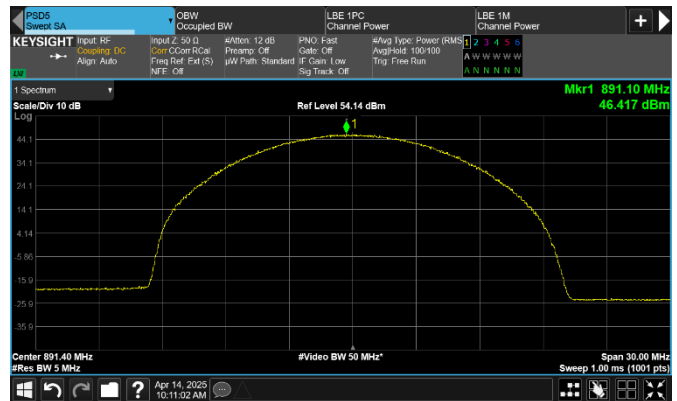 PSD5
Swept SA
OBW
Occupied BW
LBE 1PC
Channel Power
LBE 1M
Channel Power
KEYSIGHT
Input: RF
Coupling: DC
Align: Auto
Input Z: 50 Ω
Corr CCorr RCal
Freq Ref: Ext (S)
NFE: Off
#Atten: 12 dB
Preamp: Off
µW Path: Standard
PNO: Fast
Gate: Off
IF Gain: Low
Sig Track: Off
#Avg Type: Power (RMS)
Avg|Hold: 100/100
Trig: Free Run
1 2 3 4 5 6
A W W W W W
A N N N N N
LXI
1 Spectrum
Scale/Div 10 dB
Log
Ref Level 54.14 dBm
Mkr1 891.10 MHz
46.417 dBm
1
44.1
34.1
24.1
14.1
4.14
-5.86
-15.9
-25.9
-35.9
Center 891.40 MHz
#Res BW 5 MHz
#Video BW 50 MHz*
Span 30.00 MHz
Sweep 1.00 ms (1001 pts)
?
Apr 14, 2025
10:11:02 AM